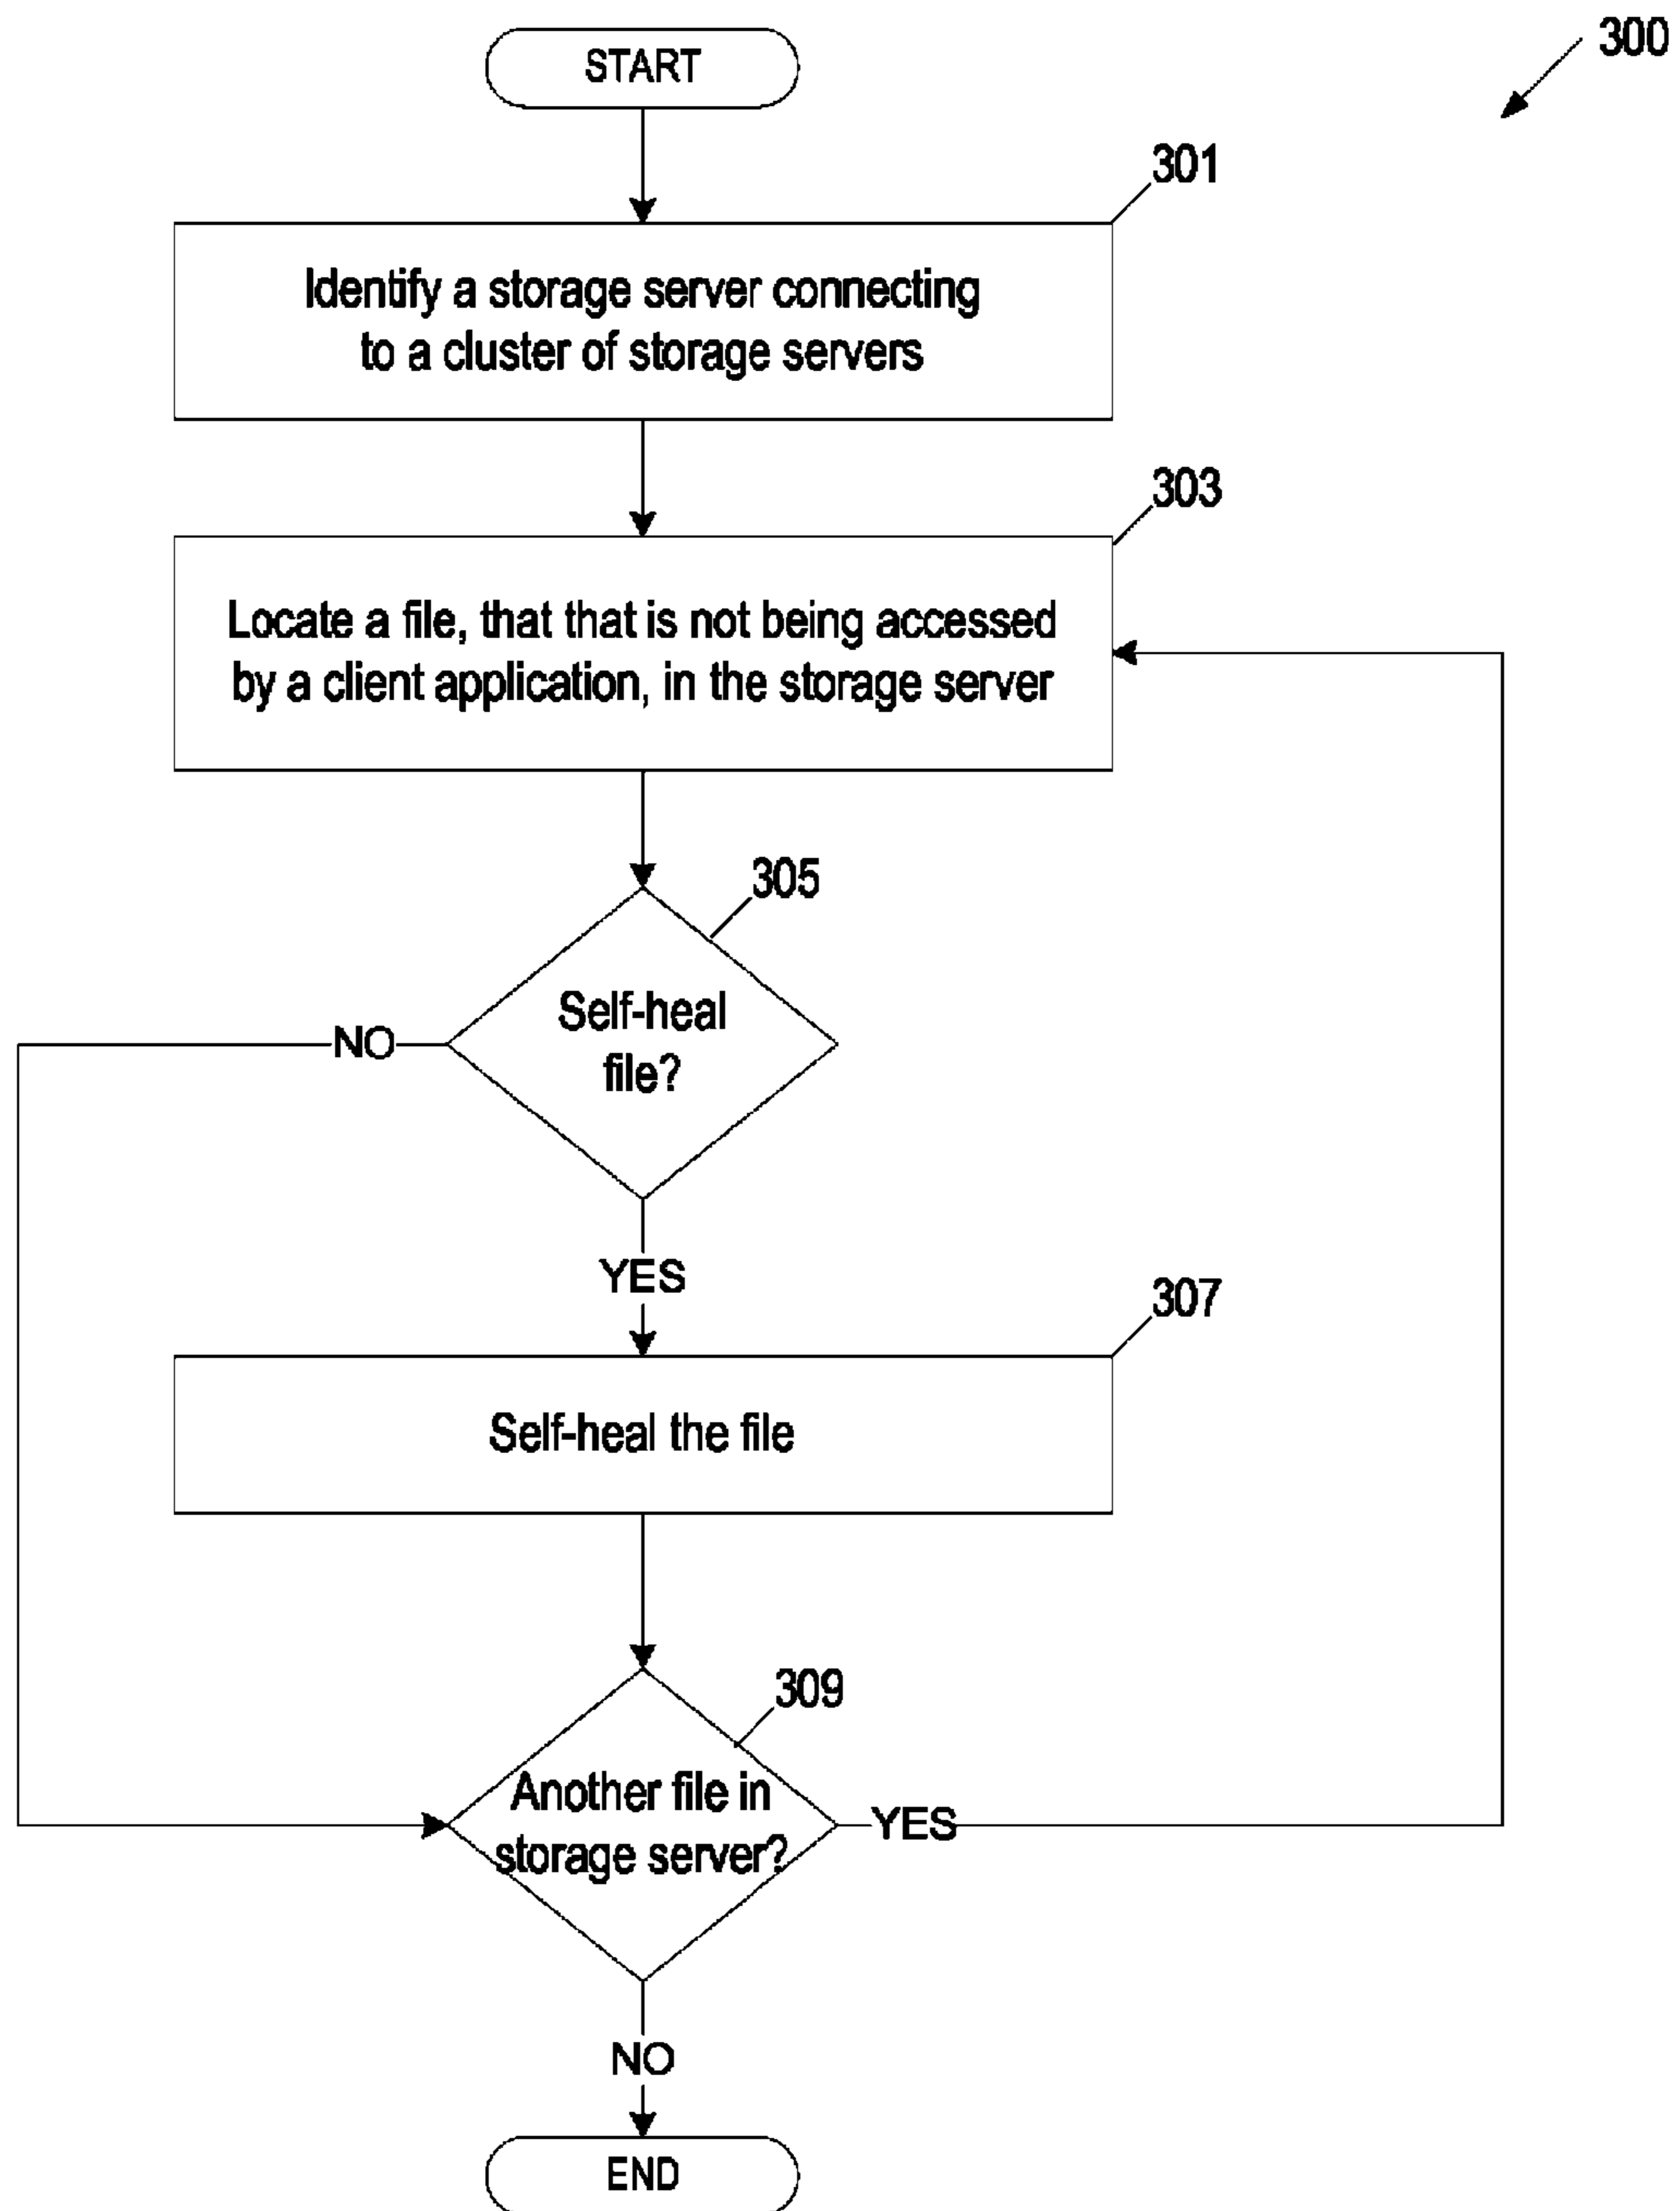 START
300
301
Identify a storage server connecting
to a cluster of storage servers
303
Locate a file, that that is not being accessed
by a client application, in the storage server
305
Self-heal
file?
NO
YES
307
Self-heal the file
309
Another file in
storage server?
YES
NO
END